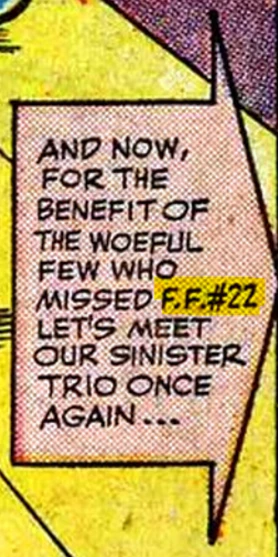 AND NOW,
FOR THE
BENEFIT OF
THE WOEFUL
FEW WHO
MISSED F.F.#22
LET'S MEET
OUR SINISTER
TRIO ONCE
AGAIN...